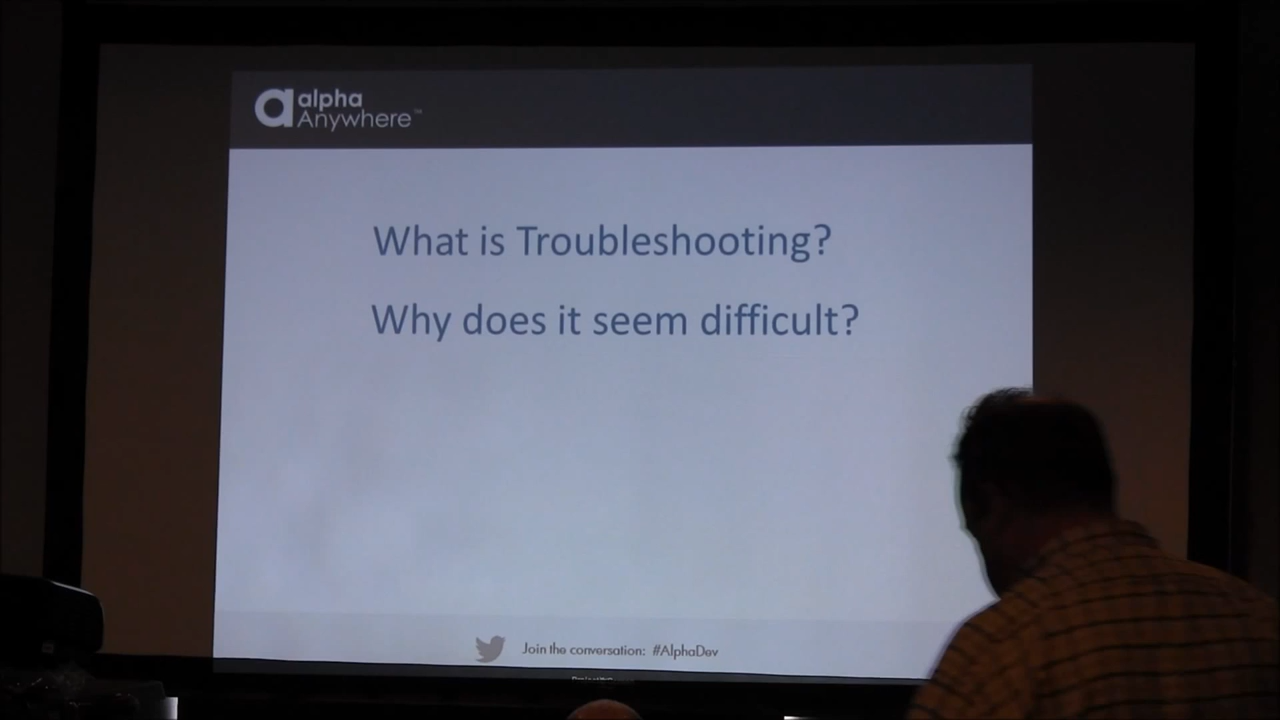 alpha
Anywhere™
What is Troubleshooting?
Why does it seem difficult?
Join the conversation: #AlphaDev